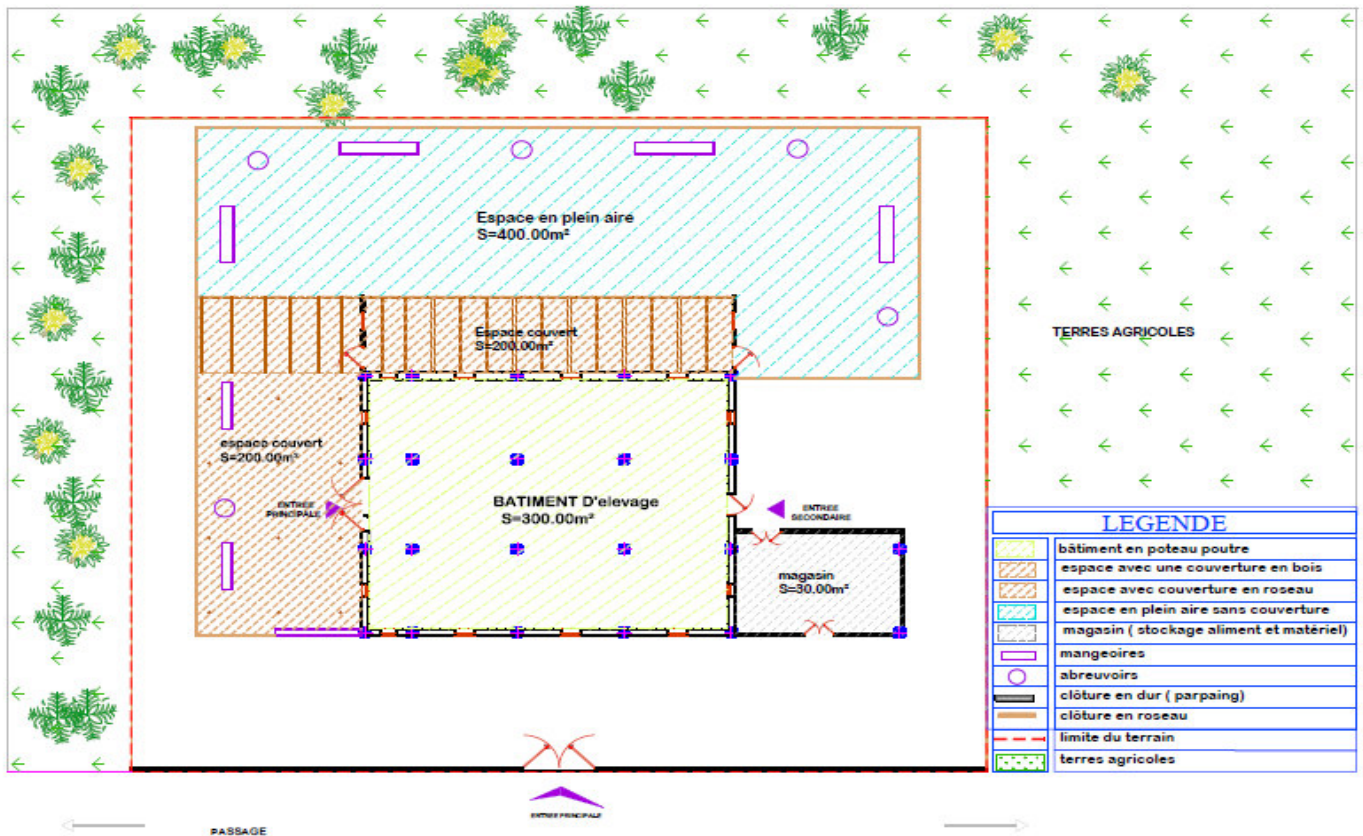 Espace en plein aire
S=400.00m²
Espace couvert
S=200.00m²
TERRES AGRICOLES
espace couvert
S=200.00m²
ENTREE
PRINCIPALE
BATIMENT D'elevage
S=300.00m²
ENTREE
SECONDAIRE
magasin
S=30.00m²
LEGENDE
bâtiment en poteau poutre
espace avec une couverture en bois
espace avec couverture en roseau
espace en plein aire sans couverture
magasin ( stockage aliment et matériel)
mangeoires
abreuvoirs
clôture en dur ( parpaing)
clôture en roseau
limite du terrain
terres agricoles
ENTREE PRINCIPALE
PASSAGE